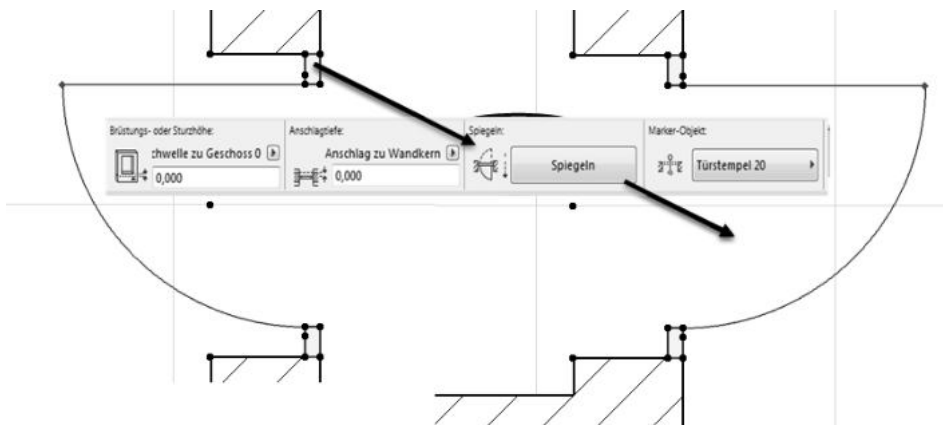 Brüstungs- oder Sturzhöhe:
Anschlagtiefe:
Spiegeln:
Marker-Objekt:
chwelle zu Geschoss 0
Anschlag zu Wandkern
Spiegeln
Türstempel 20
0,000
0,000